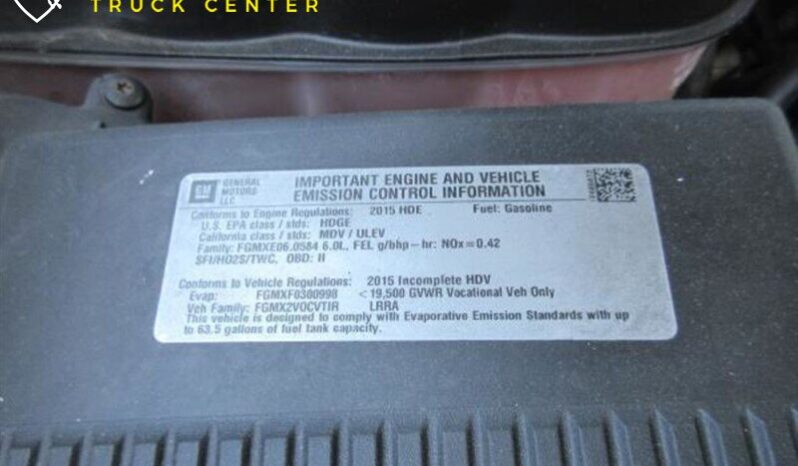 TRUCK CENTER
GM
GENERAL
MOTORS
LLC
IMPORTANT ENGINE AND VEHICLE
EMISSION CONTROL INFORMATION
Conforms to Engine Regulations: 2015 HDE Fuel: Gasoline
U.S. EPA class / stds: HDGE
California class / stds: MDV / ULEV
Family: FGMXE06.0584 6.0L, FEL g/bhp-hr: NOx=0.42
SFI/HO2S/TWC, OBD: II
Conforms to Vehicle Regulations: 2015 Incomplete HDV
Evap: FGMXF0300998 <19,500 GVWR Vocational Veh Only
Veh Family: FGMX2VOCVTIR LRRA
This vehicle is designed to comply with Evaporative Emission Standards with up
to 63.5 gallons of fuel tank capacity.